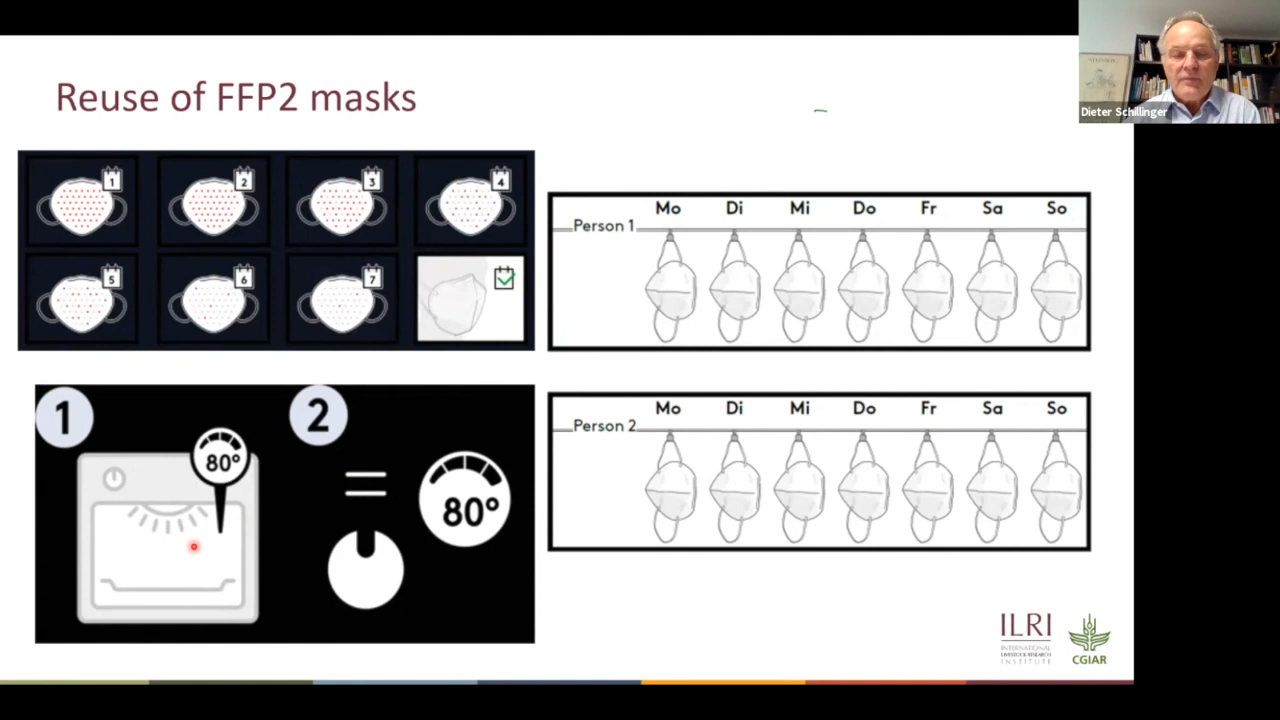 Reuse of FFP2 masks
Dieter Schillinger
1
2
3
4
5
6
7
Mo Di Mi Do Fr Sa So
Person 1
1
80°
2
80°
Mo Di Mi Do Fr Sa So
Person 2
ILRI
INTERNATIONAL
LIVESTOCK RESEARCH
INSTITUTE
CGIAR